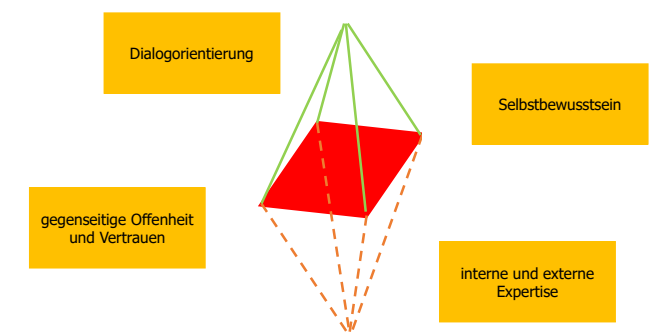 Dialogorientierung
Selbstbewusstsein
gegenseitige Offenheit
und Vertrauen
interne und externe
Expertise